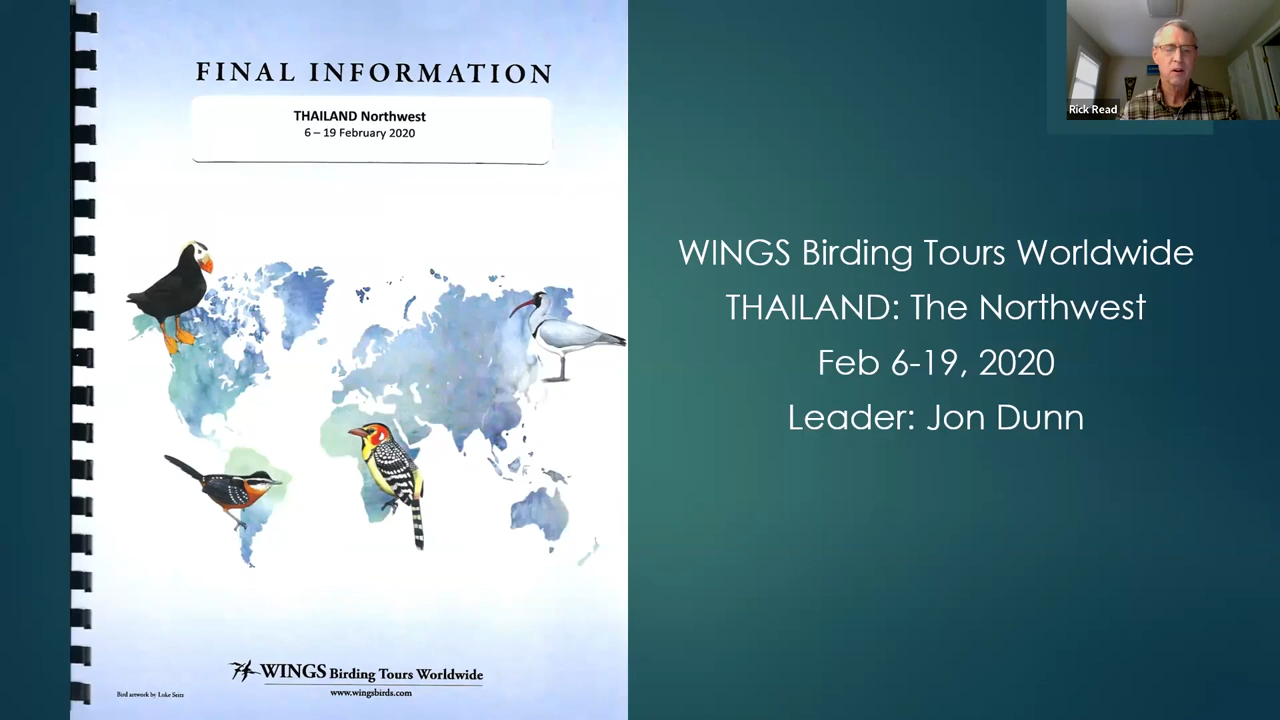 FINAL INFORMATION
THAILAND Northwest
6 – 19 February 2020
WINGS Birding Tours Worldwide
www.wingsbirds.com
Bird artwork by Luke Seitz
WINGS Birding Tours Worldwide
THAILAND: The Northwest
Feb 6-19, 2020
Leader: Jon Dunn
Rick Read